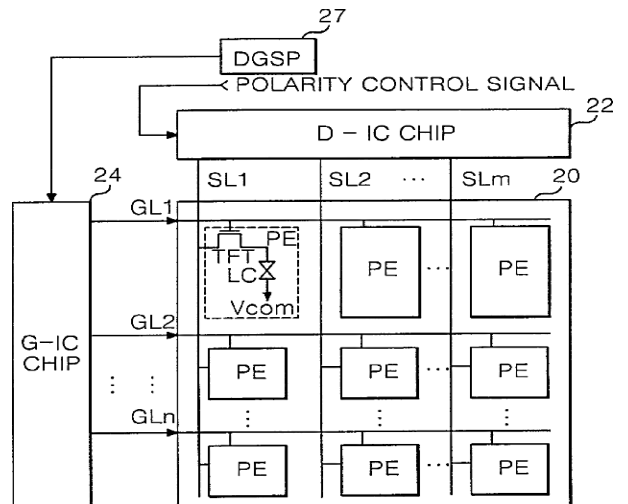 27
DGSP
POLARITY CONTROL SIGNAL
22
D - IC CHIP
24
SL1 SL2 ··· SLm 20
GL1
PE
TFT
LC
Vcom
PE ··· PE
GL2
G-IC
CHIP
PE PE ··· PE
⋮ ⋮ ⋮ ⋮
GLn
PE PE ··· PE